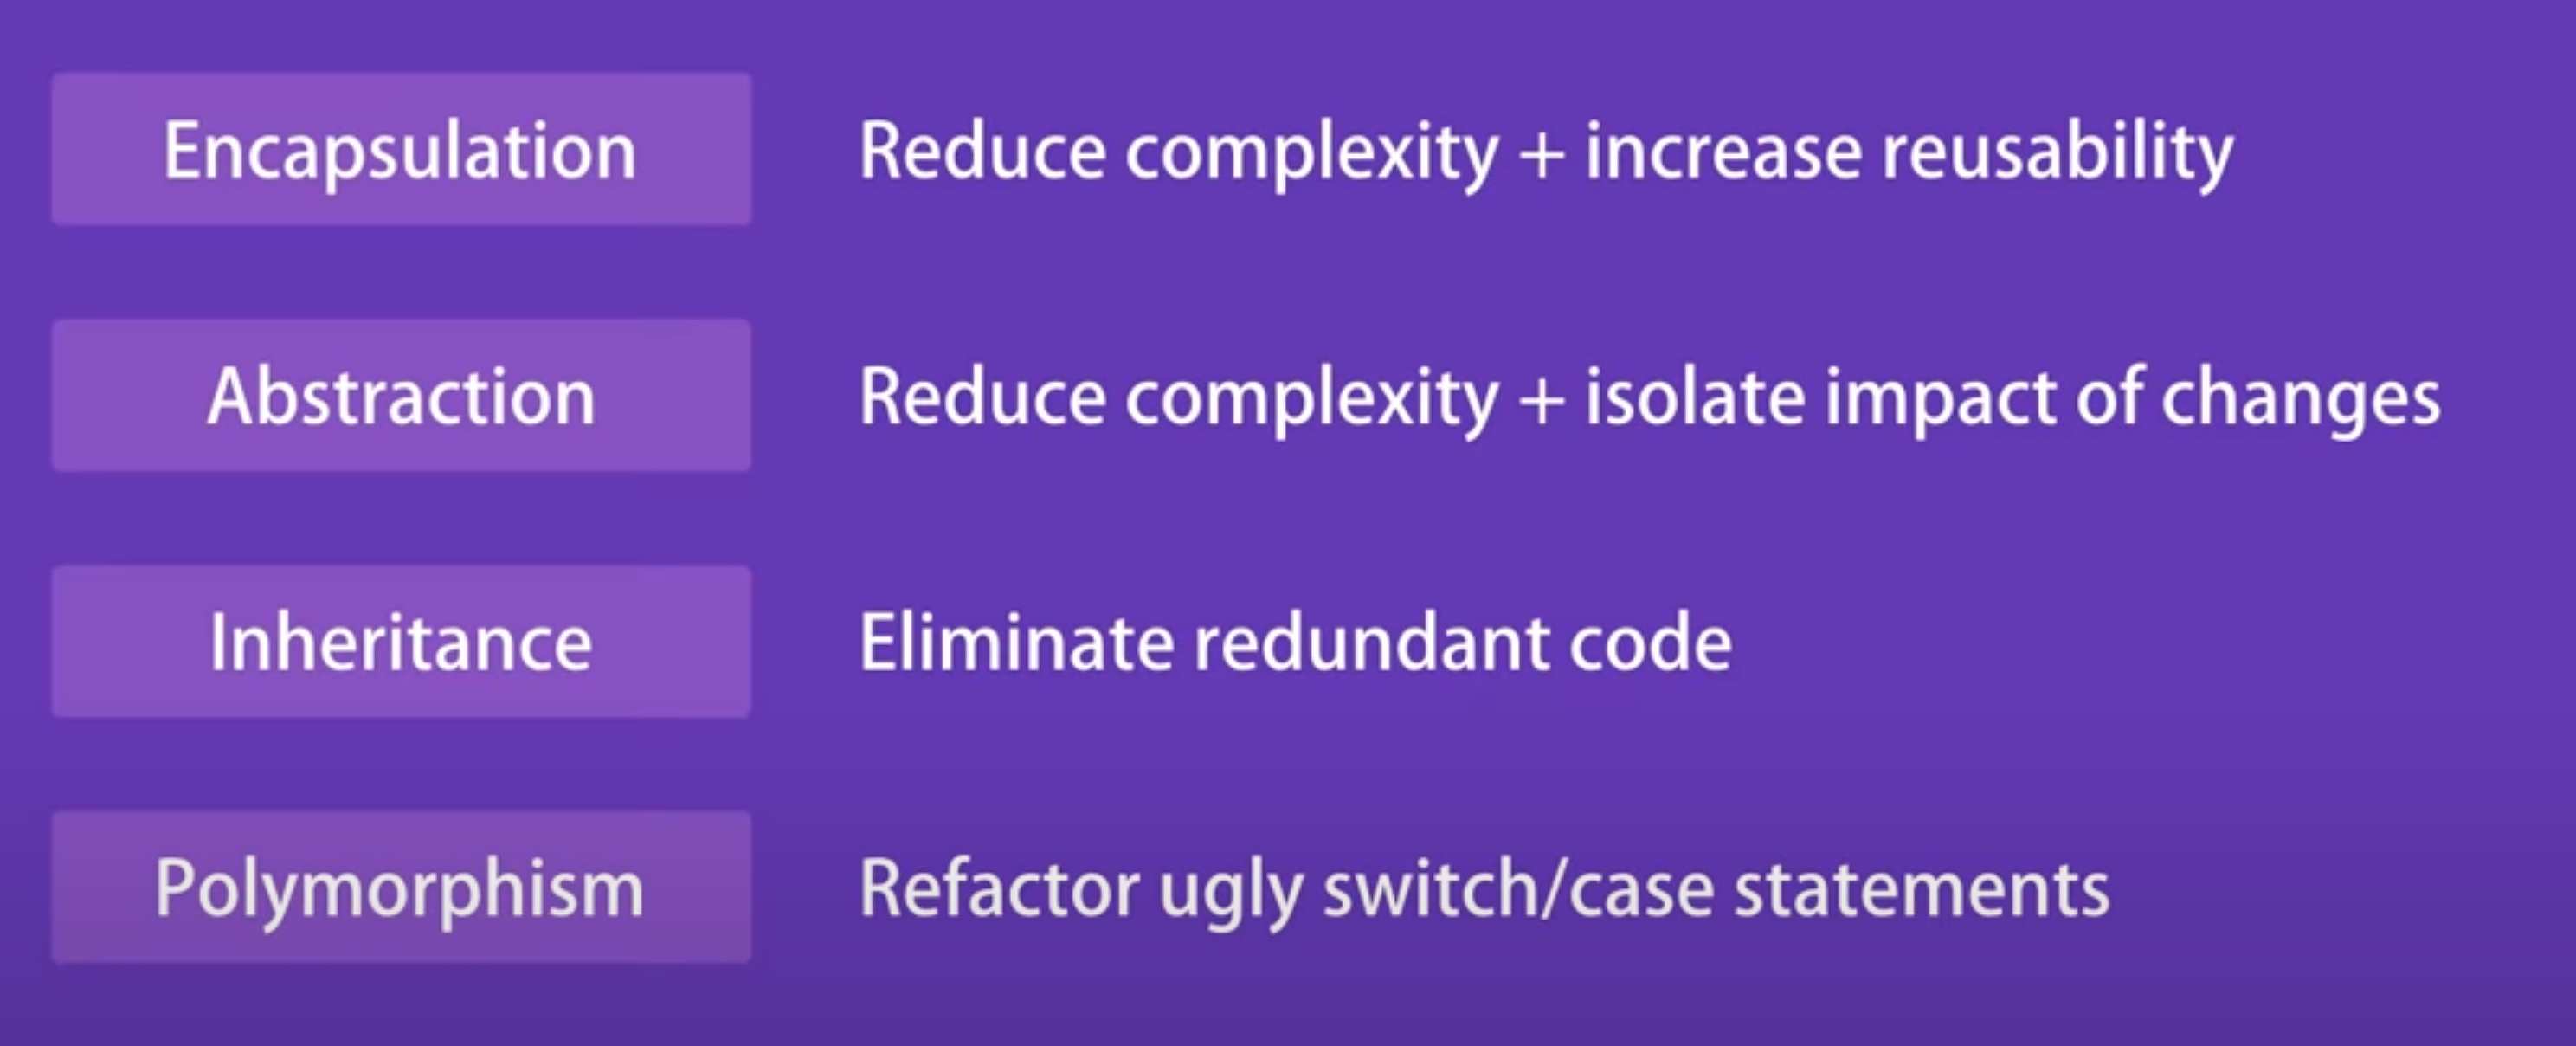 Encapsulation
Reduce complexity + increase reusability
Abstraction
Reduce complexity + isolate impact of changes
Inheritance
Eliminate redundant code
Polymorphism
Refactor ugly switch/case statements